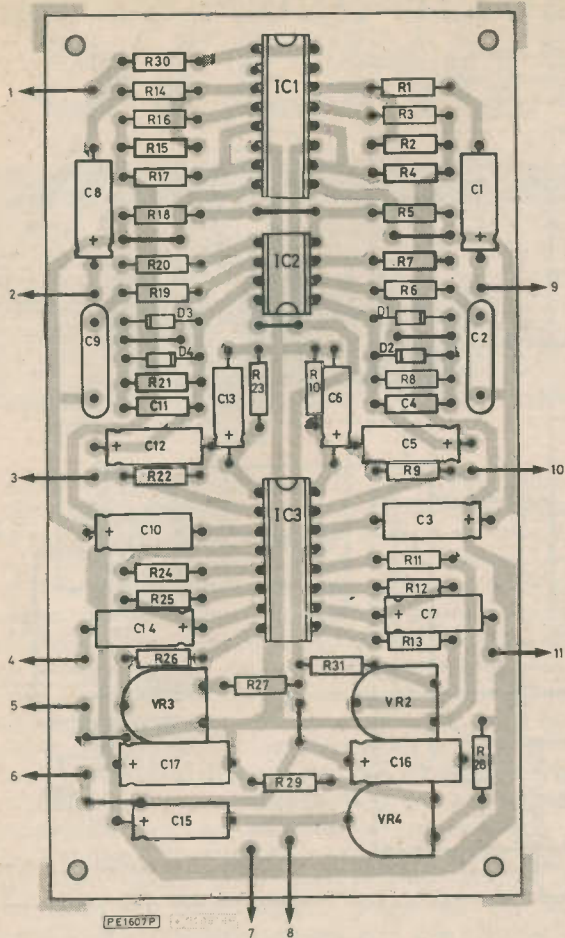 R30
1
R14
IC1
R1
R16
R3
R15
R2
R17
R4
C8
C1
R18
R5
+
+
R20
IC2
R7
2
R19
R6
9
D3
D1
C9
C2
D4
D2
R21
R23
R10
R8
C11
C13
C6
C4
+
C12
C5
+
+
+
3
R22
R9
10
IC3
+
C10
C3
+
R24
R11
R25
R12
+
C14
+
C7
R13
4
R26
R31
11
R27
5
VR3
VR2
+
C17
+
C16
R28
6
R29
+
C15
VR4
PE1607P
7
8